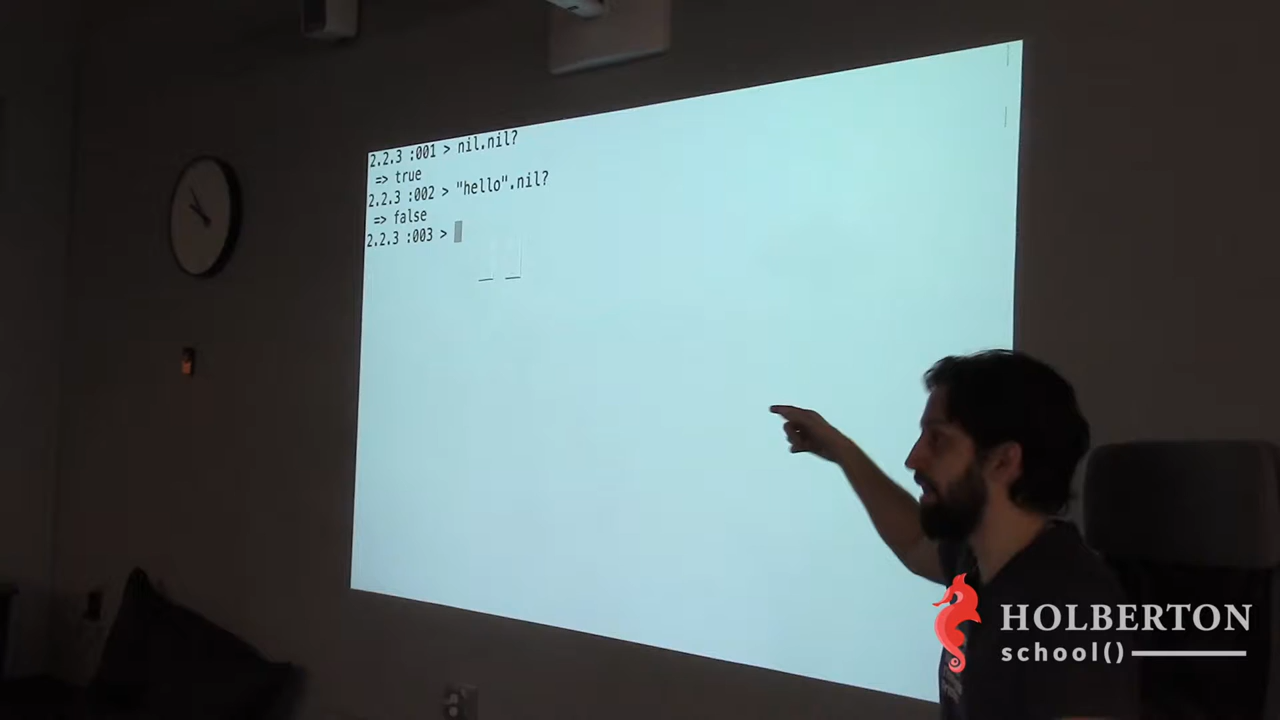 2.2.3 :001 > nil.nil?
=> true
2.2.3 :002 > "hello".nil?
=> false
2.2.3 :003 >
HOLBERTON
school()